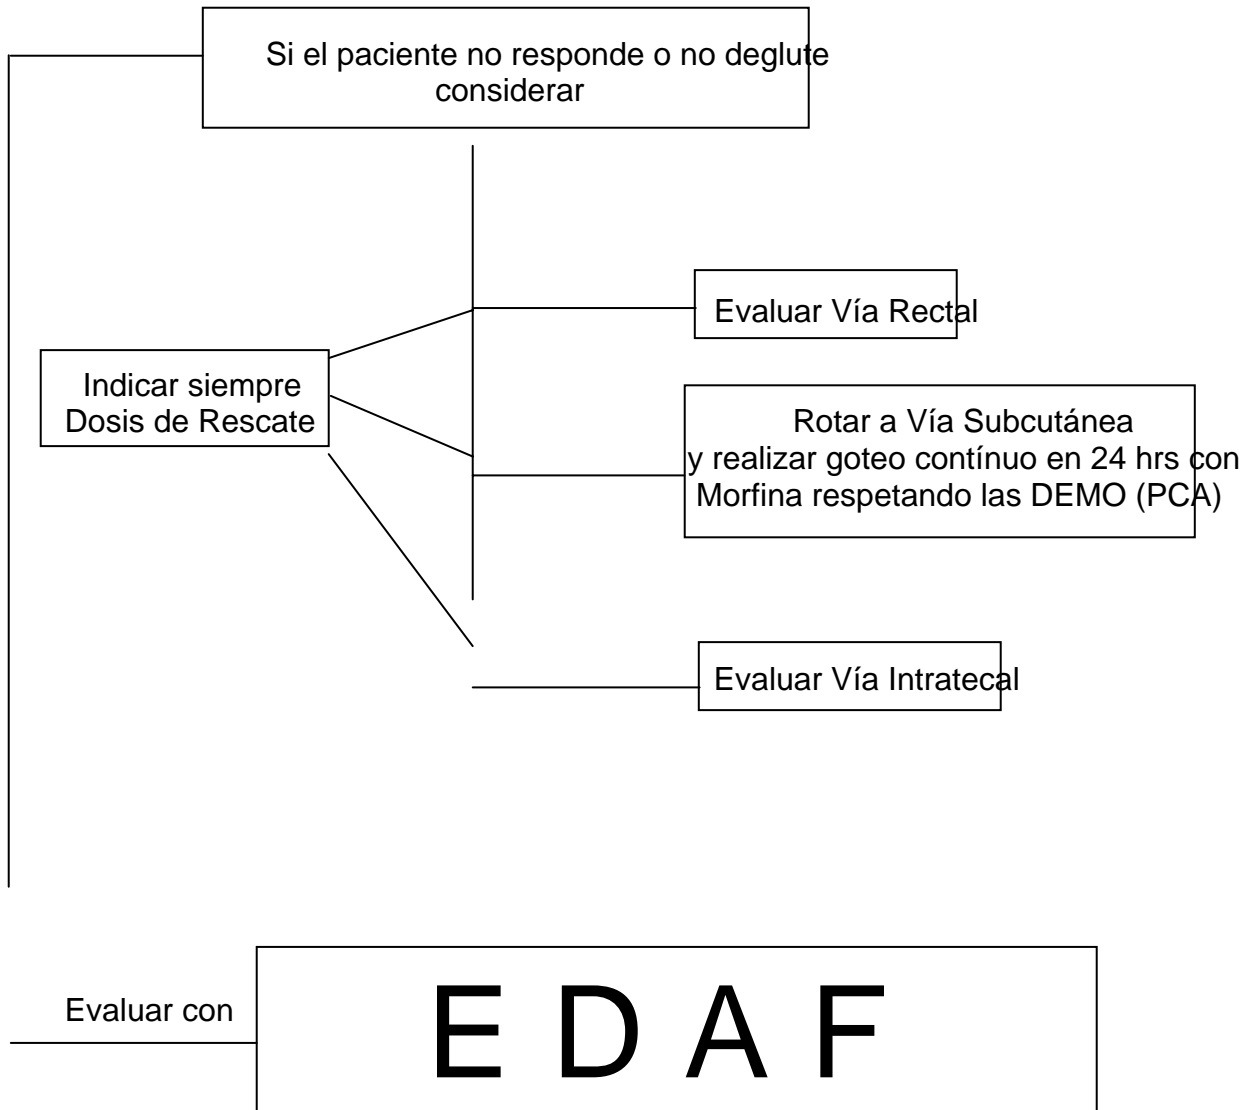 Si el paciente no responde o no deglute
considerar
Evaluar Vía Rectal
Indicar siempre
Dosis de Rescate
Rotar a Vía Subcutánea
y realizar goteo contínuo en 24 hrs con
Morfina respetando las DEMO (PCA)
Evaluar Vía Intratecal
Evaluar con
E D A F